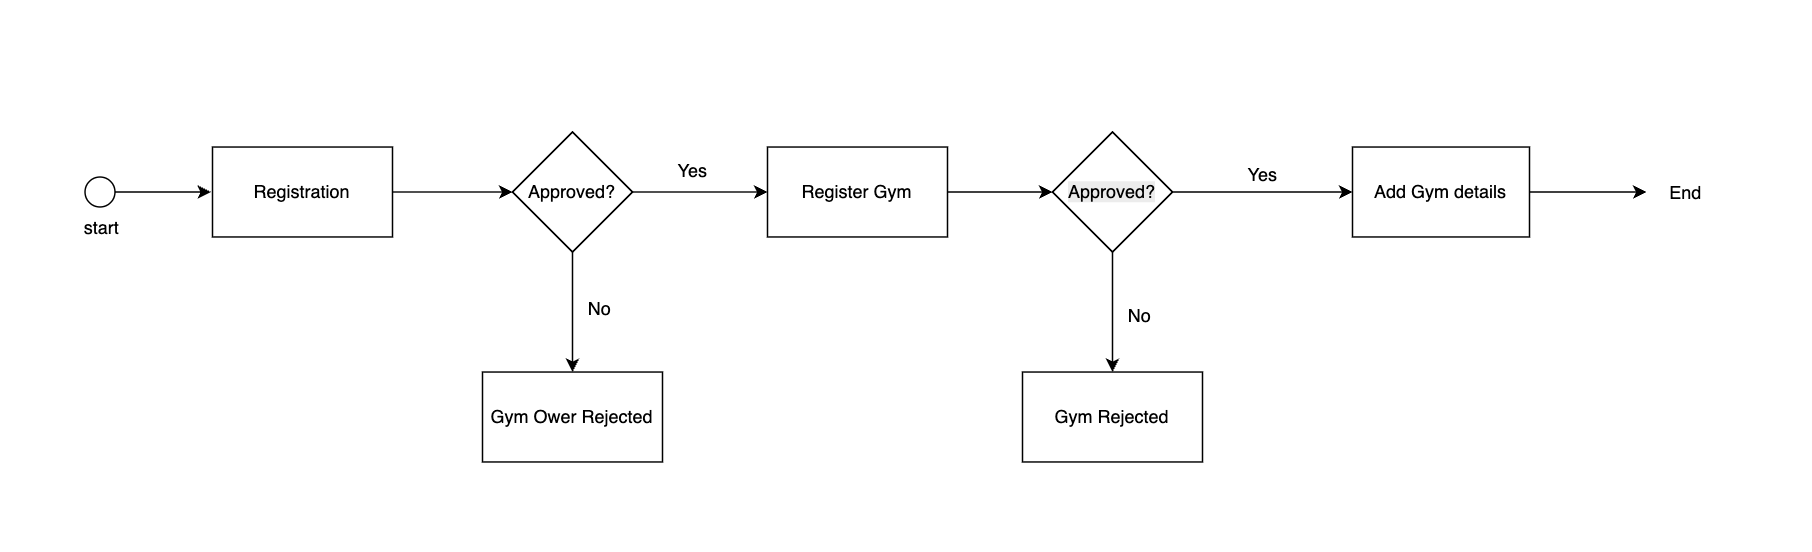 start
Registration
Approved?
Yes
No
Gym Ower Rejected
Register Gym
Approved?
Yes
No
Gym Rejected
Add Gym details
End